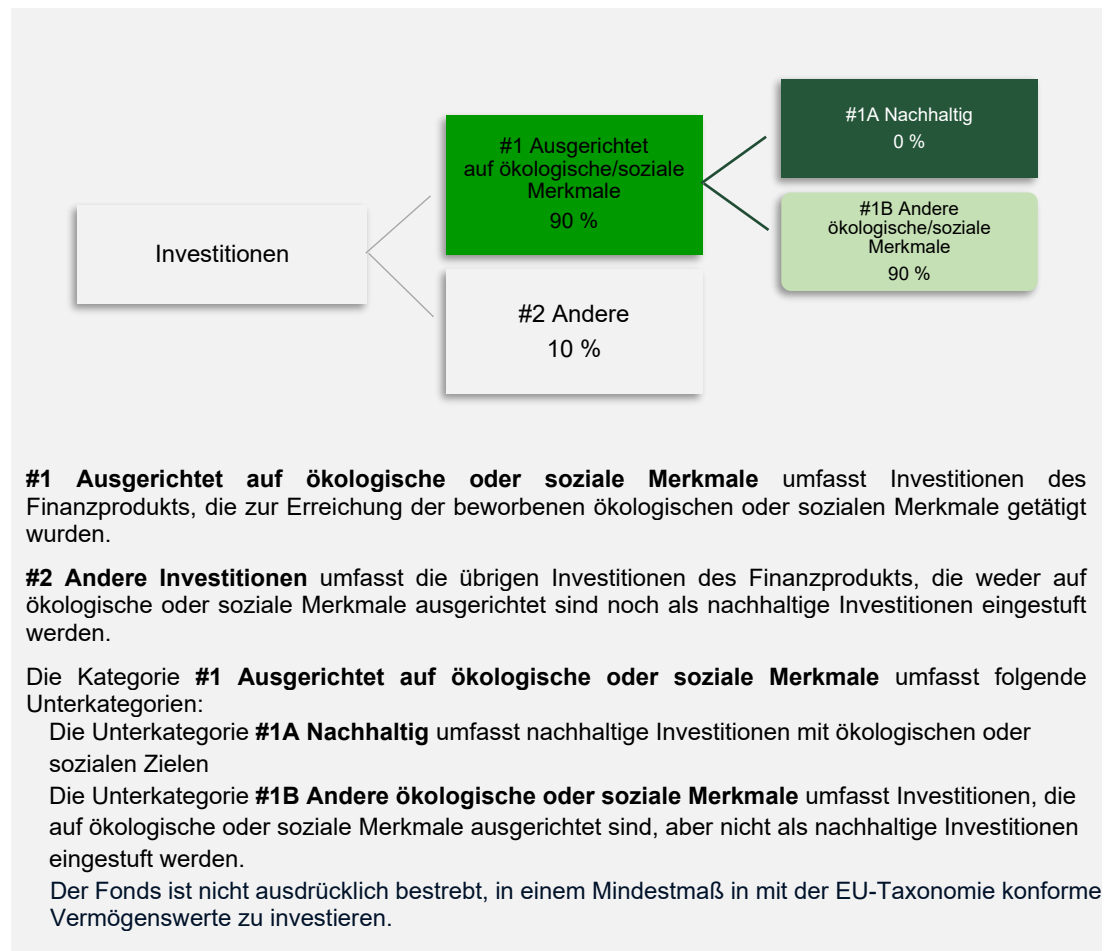 #1A Nachhaltig
0 %
#1 Ausgerichtet
auf ökologische/soziale
Merkmale
90 %
#1B Andere
ökologische/soziale
Merkmale
90 %
Investitionen
#2 Andere
10 %
#1 Ausgerichtet auf ökologische oder soziale Merkmale umfasst Investitionen des
Finanzprodukts, die zur Erreichung der beworbenen ökologischen oder sozialen Merkmale getätigt
wurden.
#2 Andere Investitionen umfasst die übrigen Investitionen des Finanzprodukts, die weder auf
ökologische oder soziale Merkmale ausgerichtet sind noch als nachhaltige Investitionen eingestuft
werden.
Die Kategorie #1 Ausgerichtet auf ökologische oder soziale Merkmale umfasst folgende
Unterkategorien:
Die Unterkategorie #1A Nachhaltig umfasst nachhaltige Investitionen mit ökologischen oder
sozialen Zielen
Die Unterkategorie #1B Andere ökologische oder soziale Merkmale umfasst Investitionen, die
auf ökologische oder soziale Merkmale ausgerichtet sind, aber nicht als nachhaltige Investitionen
eingestuft werden.
Der Fonds ist nicht ausdrücklich bestrebt, in einem Mindestmaß in mit der EU-Taxonomie konforme
Vermögenswerte zu investieren.